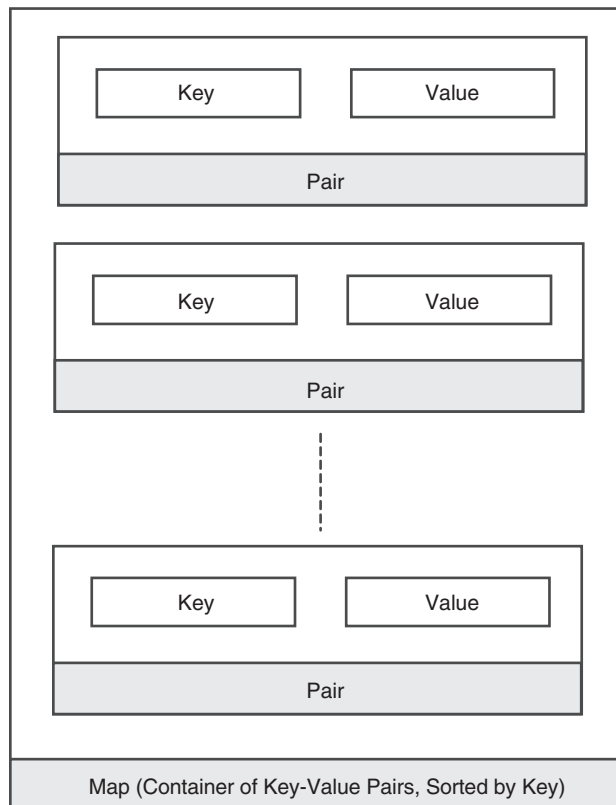 Key Value
Pair
Key Value
Pair
Key Value
Pair
Map (Container of Key-Value Pairs, Sorted by Key)